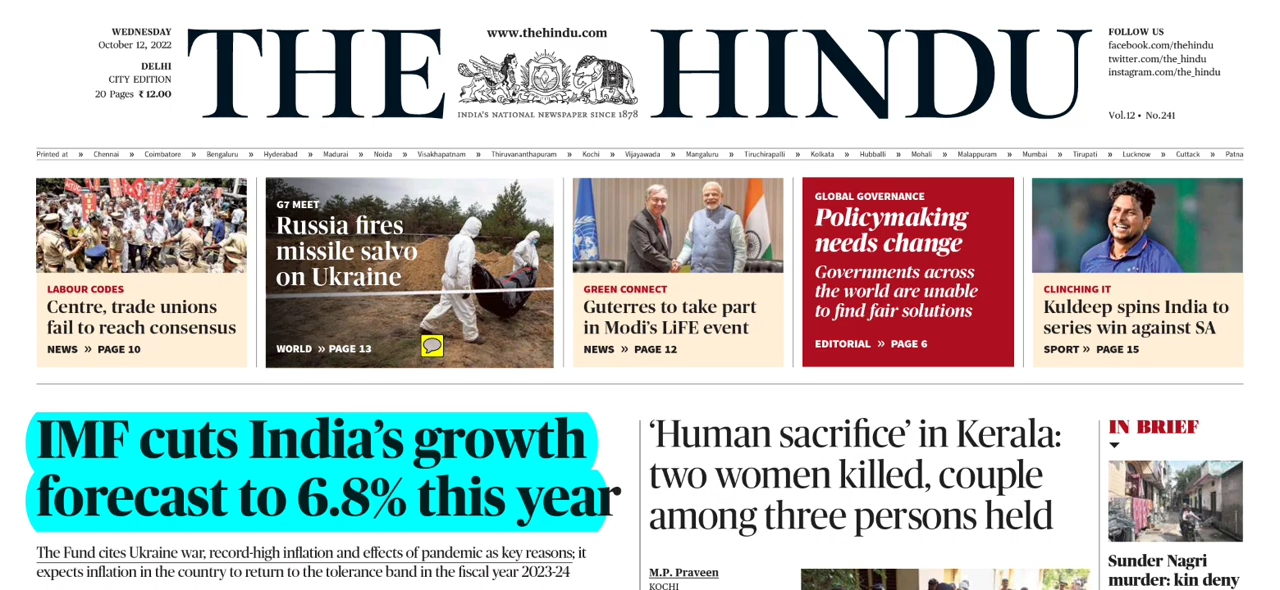 WEDNESDAY
October 12, 2022
DELHI
CITY EDITION
20 Pages ₹ 12.00
THE HINDU
www.thehindu.com
INDIA'S NATIONAL NEWSPAPER SINCE 1878
FOLLOW US
facebook.com/thehindu
twitter.com/the_hindu
instagram.com/the_hindu
Vol.12 • No.241
Printed at » Chennai » Coimbatore » Bengaluru » Hyderabad » Madurai » Noida » Visakhapatnam » Thiruvananthapuram » Kochi » Vijayawada » Mangaluru » Tiruchirapalli » Kolkata » Hubballi » Mohali » Malappuram » Mumbai » Tirupati » Lucknow » Cuttack » Patna
LABOUR CODES
Centre, trade unions
fail to reach consensus
NEWS » PAGE 10
G7 MEET
Russia fires
missile salvo
on Ukraine
WORLD » PAGE 13
GREEN CONNECT
Guterres to take part
in Modi's LiFE event
NEWS » PAGE 12
GLOBAL GOVERNANCE
Policymaking
needs change
Governments across
the world are unable
to find fair solutions
EDITORIAL » PAGE 6
CLINCHING IT
Kuldeep spins India to
series win against SA
SPORT » PAGE 15
IMF cuts India's growth
forecast to 6.8% this year
The Fund cites Ukraine war, record-high inflation and effects of pandemic as key reasons; it
expects inflation in the country to return to the tolerance band in the fiscal year 2023-24
'Human sacrifice' in Kerala:
two women killed, couple
among three persons held
M.P. Praveen
KOCHI
IN BRIEF
Sunder Nagri
murder: kin deny